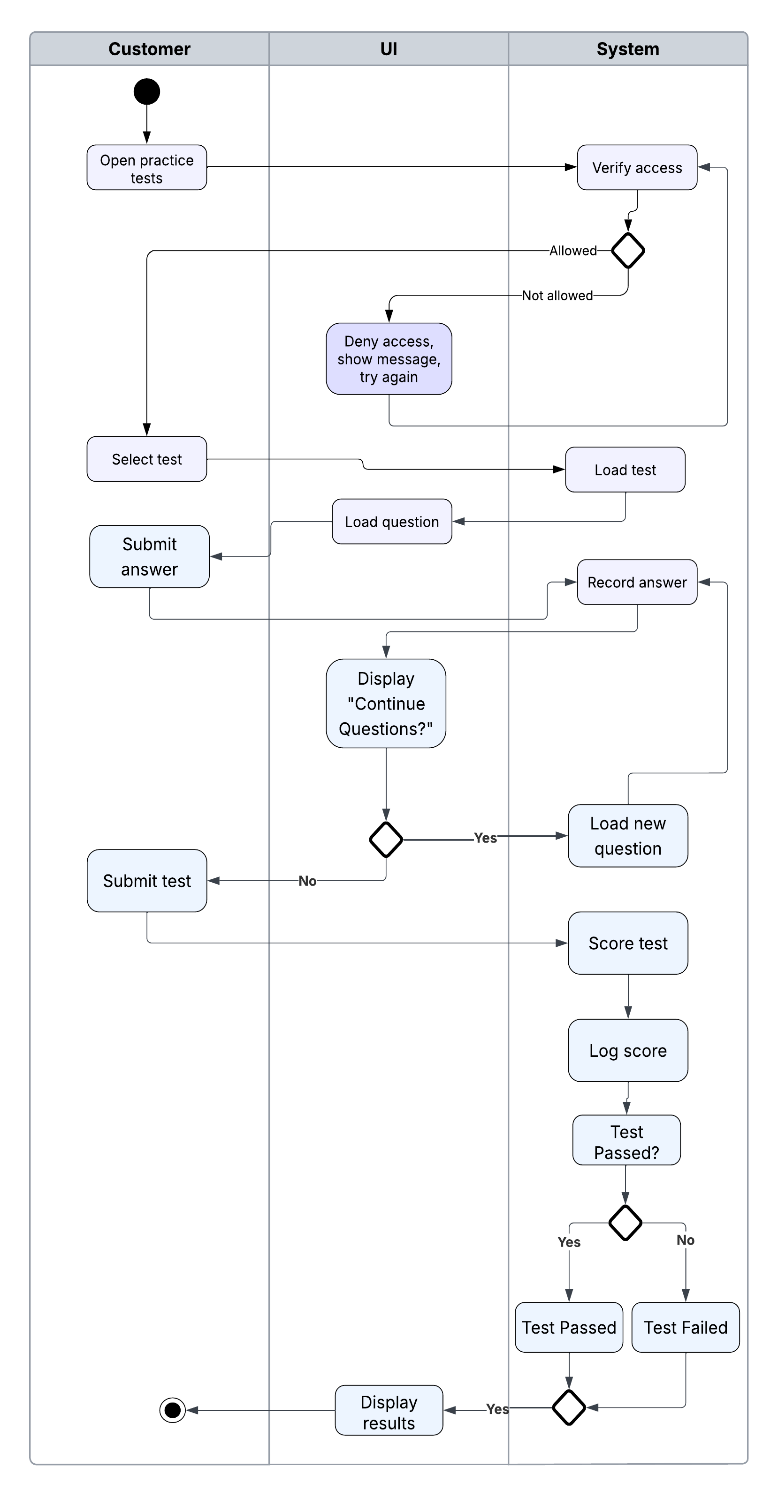 Customer
UI
System
Open practice
tests
Verify access
Allowed
Not allowed
Deny access,
show message,
try again
Select test
Load test
Load question
Submit
answer
Record answer
Display
"Continue
Questions?"
Yes
Load new
question
No
Submit test
Score test
Log score
Test
Passed?
Yes
No
Test Passed
Test Failed
Display
results
Yes